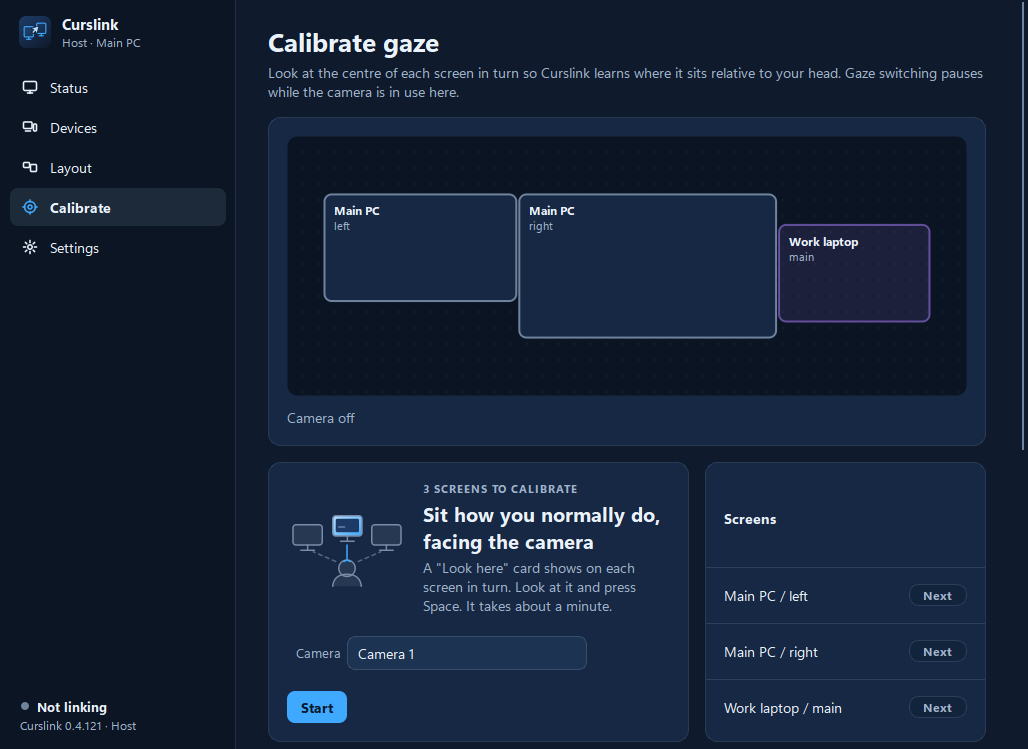 Curslink
Host · Main PC
Status
Devices
Layout
Calibrate
Settings
Not linking
Curslink 0.4.121 · Host
Calibrate gaze
Look at the centre of each screen in turn so Curslink learns where it sits relative to your head. Gaze switching pauses
while the camera is in use here.
Main PC
left
Main PC
right
Work laptop
main
Camera off
3 SCREENS TO CALIBRATE
Sit how you normally do,
facing the camera
A "Look here" card shows on each
screen in turn. Look at it and press
Space. It takes about a minute.
Camera
Camera 1
Start
Screens
Main PC / left
Next
Main PC / right
Next
Work laptop / main
Next